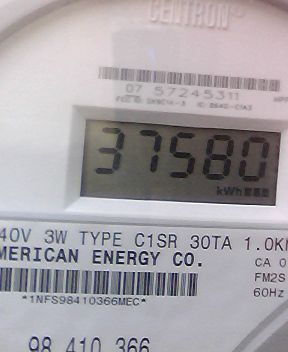 CENTRON
07 57245311
37580
kWh
40V 3W TYPE C1SR 30TA 1.0K
MERICAN ENERGY CO.
CA 0
FM2S
*1NFS98410366MEC*
60Hz
98 410 366